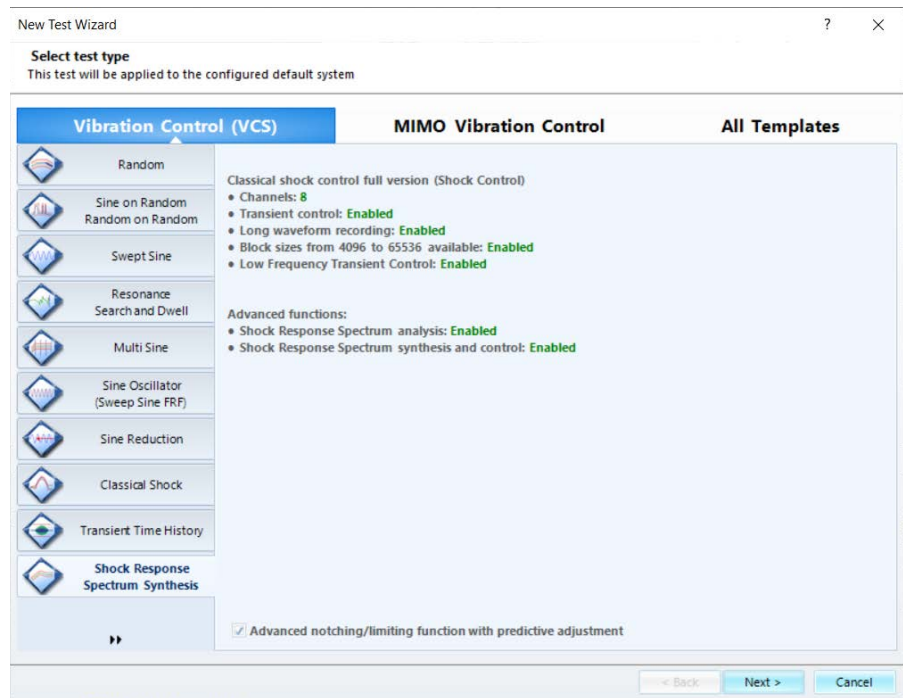 New Test Wizard
?
×
Select test type
This test will be applied to the configured default system
Vibration Control (VCS)
MIMO Vibration Control
All Templates
Random
Sine on Random
Random on Random
Swept Sine
Resonance
Search and Dwell
Multi Sine
Sine Oscillator
(Sweep Sine FRF)
Sine Reduction
Classical Shock
Transient Time History
Shock Response
Spectrum Synthesis
Classical shock control full version (Shock Control)
• Channels: 8
• Transient control: Enabled
• Long waveform recording: Enabled
• Block sizes from 4096 to 65536 available: Enabled
• Low Frequency Transient Control: Enabled
Advanced functions:
• Shock Response Spectrum analysis: Enabled
• Shock Response Spectrum synthesis and control: Enabled
Advanced notching/limiting function with predictive adjustment
< Back
Next >
Cancel